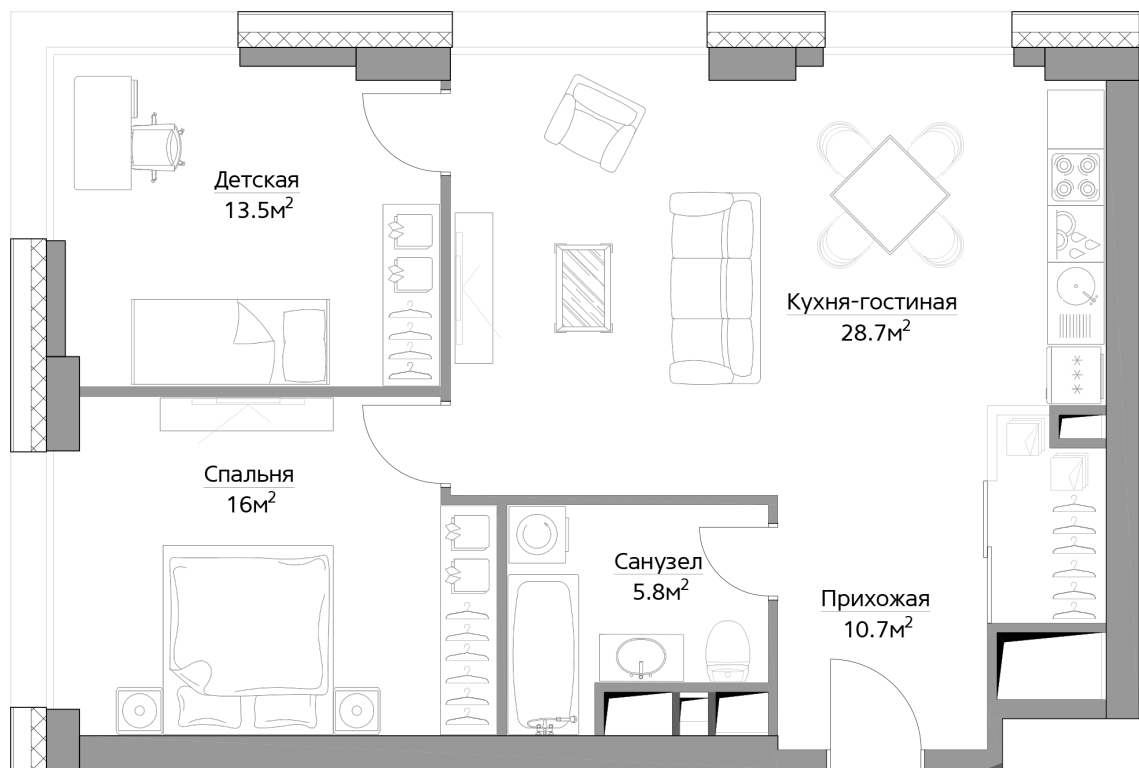 Детская
13.5м²
Кухня-гостиная
28.7м²
Спальня
16м²
Санузел
5.8м²
Прихожая
10.7м²